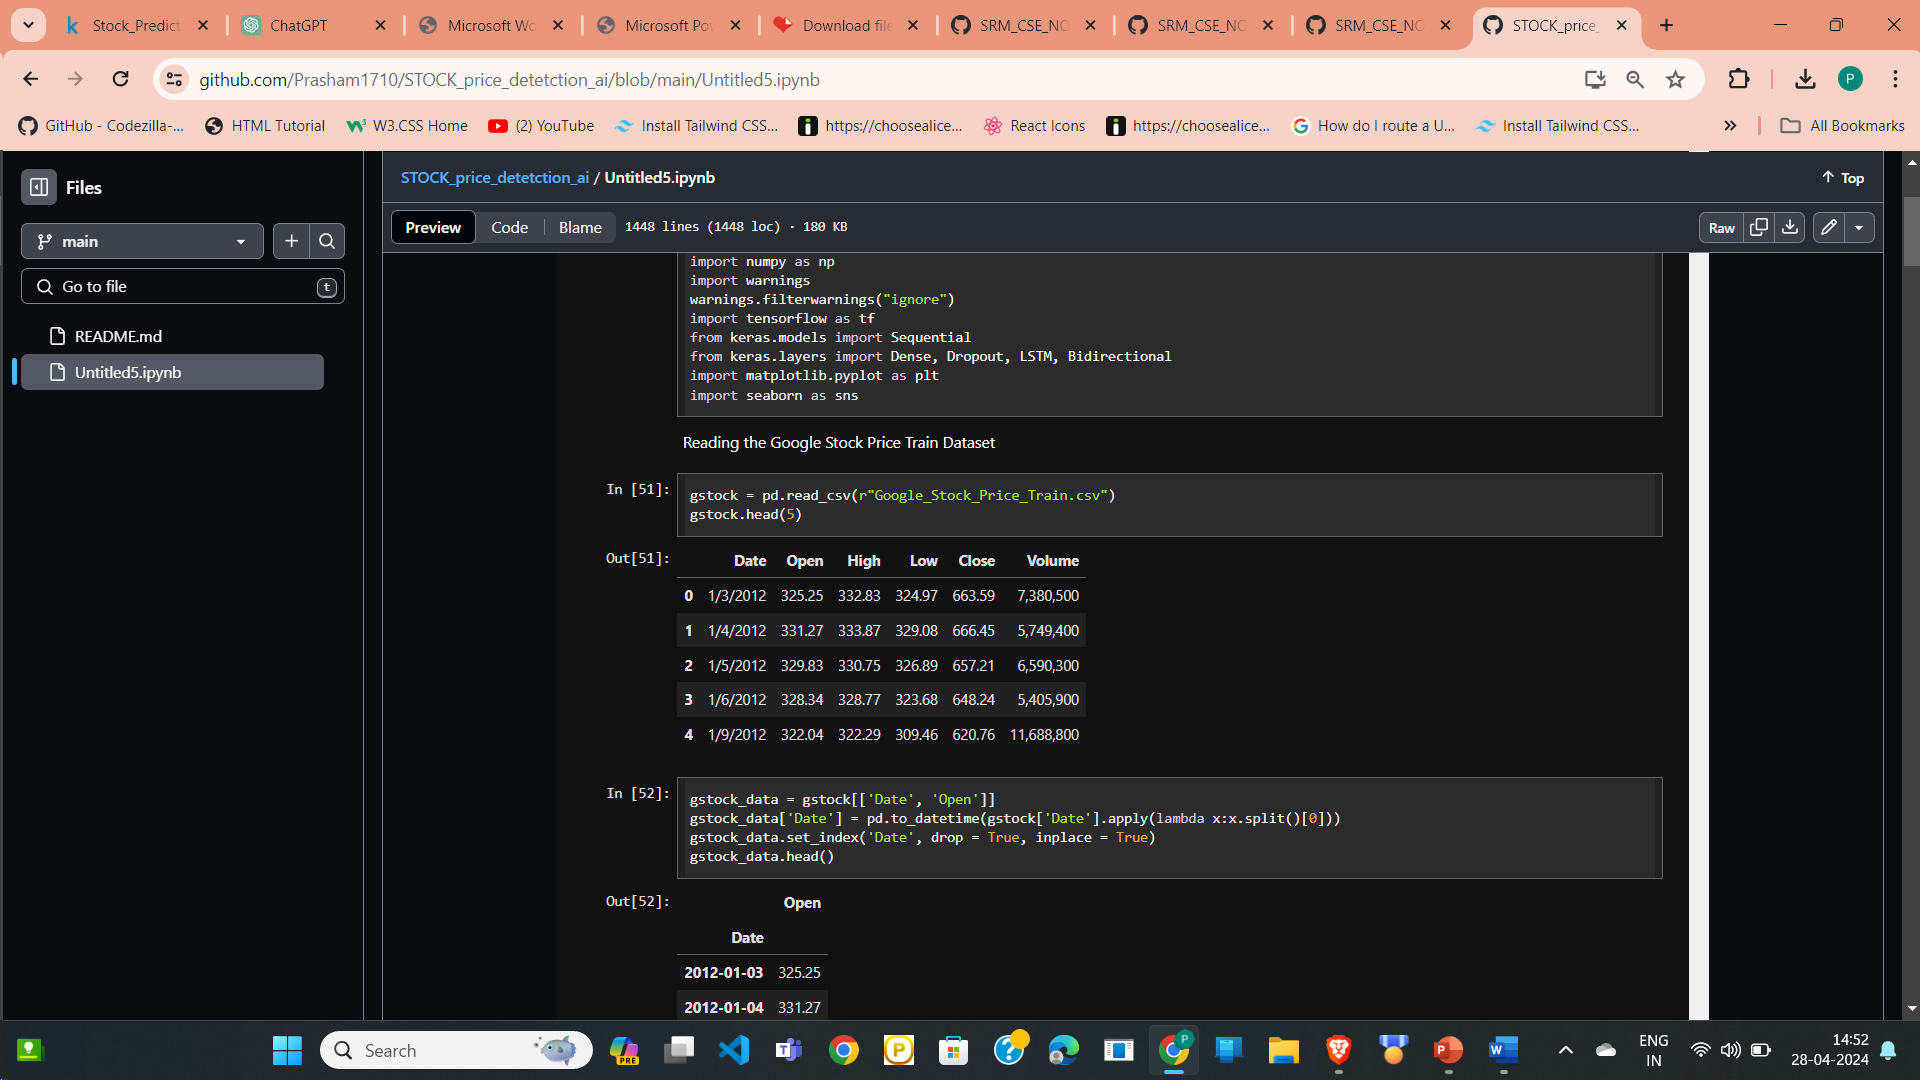 Stock_Predict
ChatGPT
Microsoft Wo
Microsoft Po
Download file
SRM_CSE_NO
SRM_CSE_NO
SRM_CSE_NO
STOCK_price_
github.com/Prasham1710/STOCK_price_detetction_ai/blob/main/Untitled5.ipynb
P
GitHub - Codezilla-...
HTML Tutorial
W3.CSS Home
(2) YouTube
Install Tailwind CSS...
https://choosealice...
React Icons
https://choosealice...
How do I route a U...
Install Tailwind CSS...
All Bookmarks
Files
STOCK_price_detetction_ai / Untitled5.ipynb
Top
main
Preview
Code
Blame
1448 lines (1448 loc) · 180 KB
Raw
Go to file
t
README.md
Untitled5.ipynb
import numpy as np
import warnings
warnings.filterwarnings("ignore")
import tensorflow as tf
from keras.models import Sequential
from keras.layers import Dense, Dropout, LSTM, Bidirectional
import matplotlib.pyplot as plt
import seaborn as sns
Reading the Google Stock Price Train Dataset
In [51]:
gstock = pd.read_csv(r"Google_Stock_Price_Train.csv")
gstock.head(5)
Out[51]:
Date Open High Low Close Volume
0 1/3/2012 325.25 332.83 324.97 663.59 7,380,500
1 1/4/2012 331.27 333.87 329.08 666.45 5,749,400
2 1/5/2012 329.83 330.75 326.89 657.21 6,590,300
3 1/6/2012 328.34 328.77 323.68 648.24 5,405,900
4 1/9/2012 322.04 322.29 309.46 620.76 11,688,800
In [52]:
gstock_data = gstock[['Date', 'Open']]
gstock_data['Date'] = pd.to_datetime(gstock['Date'].apply(lambda x:x.split()[0]))
gstock_data.set_index('Date', drop = True, inplace = True)
gstock_data.head()
Out[52]:
Open
Date
2012-01-03 325.25
2012-01-04 331.27
Search
PRE
ENG
IN
14:52
28-04-2024